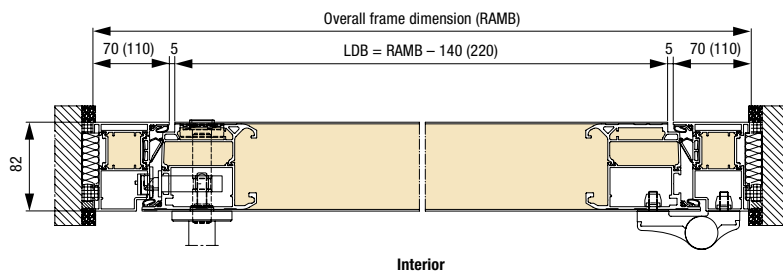 Overall frame dimension (RAMB)
70 (110) 5 LDB = RAMB – 140 (220) 5 70 (110)
82
Interior